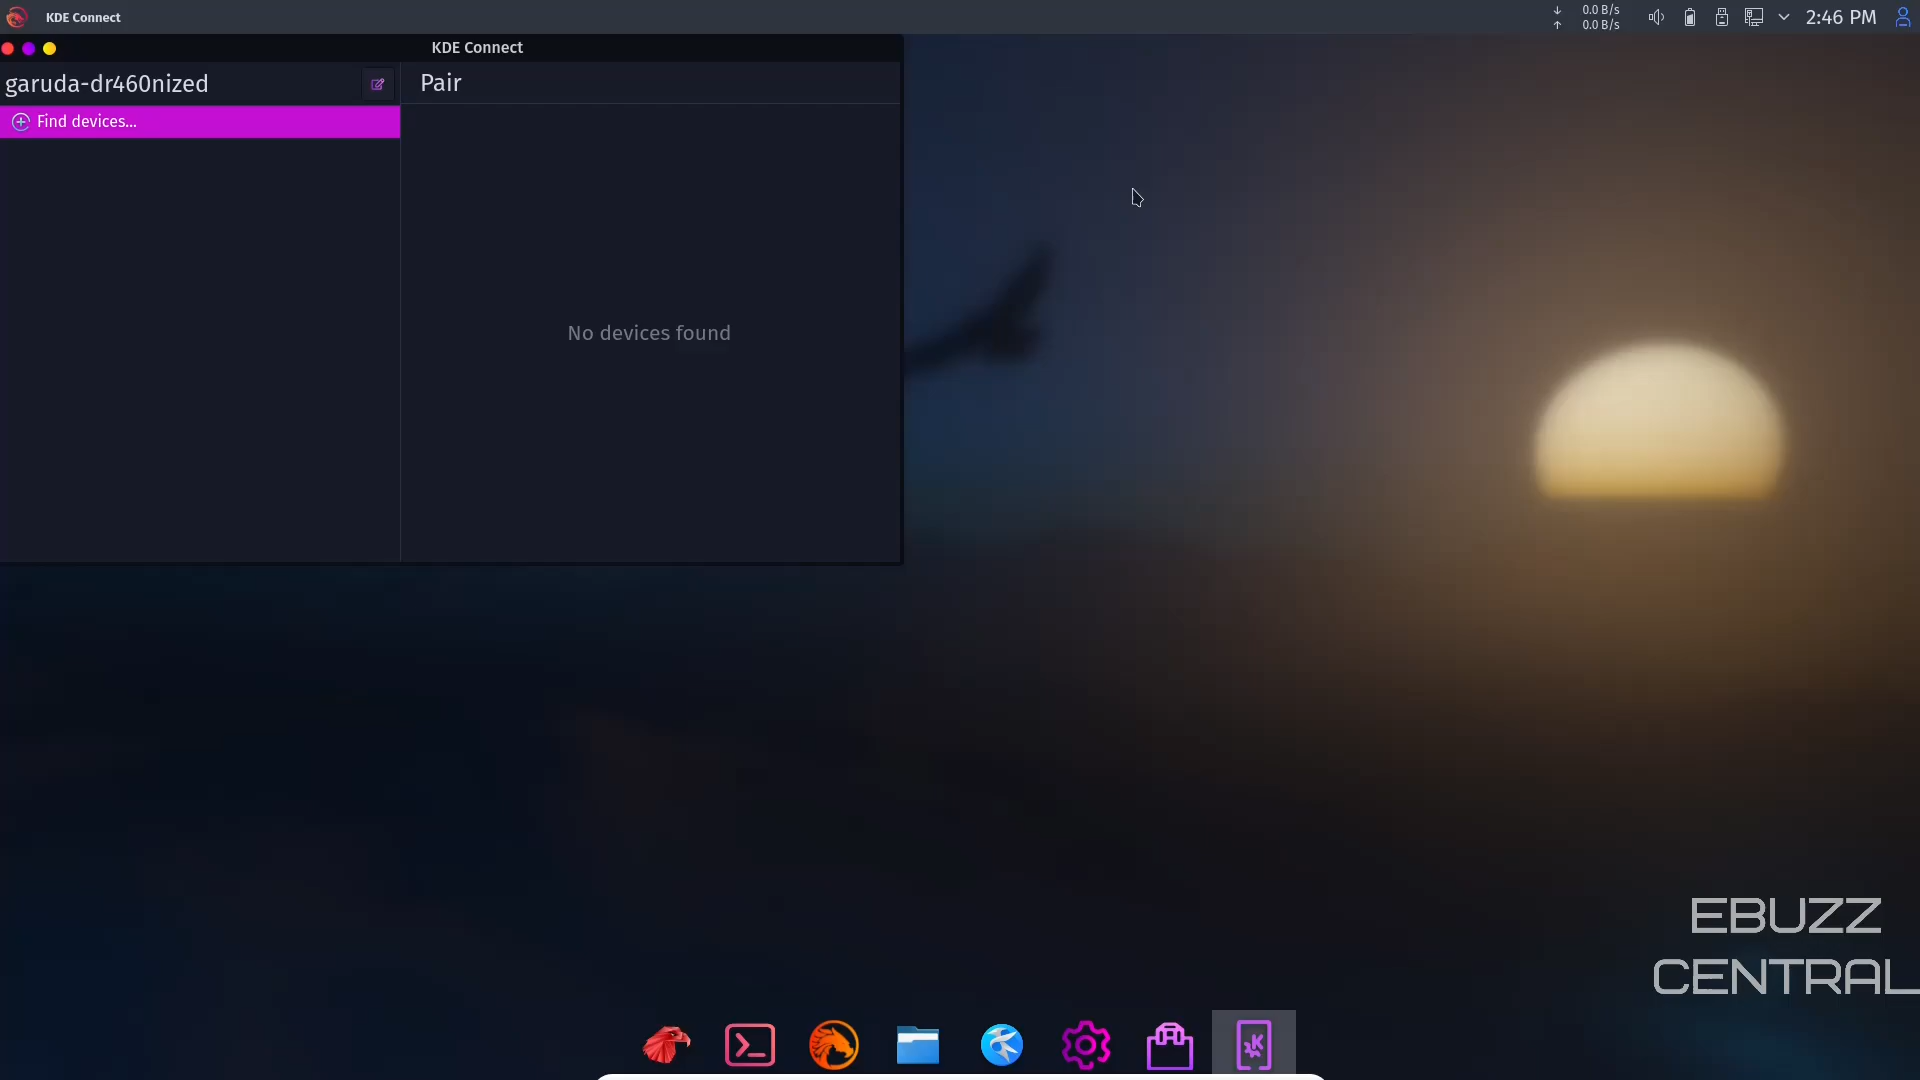 KDE Connect
0.0 B/s
0.0 B/s
2:46 PM
KDE Connect
garuda-dr460nized
Pair
Find devices...
No devices found
EBUZZ
CENTRAL